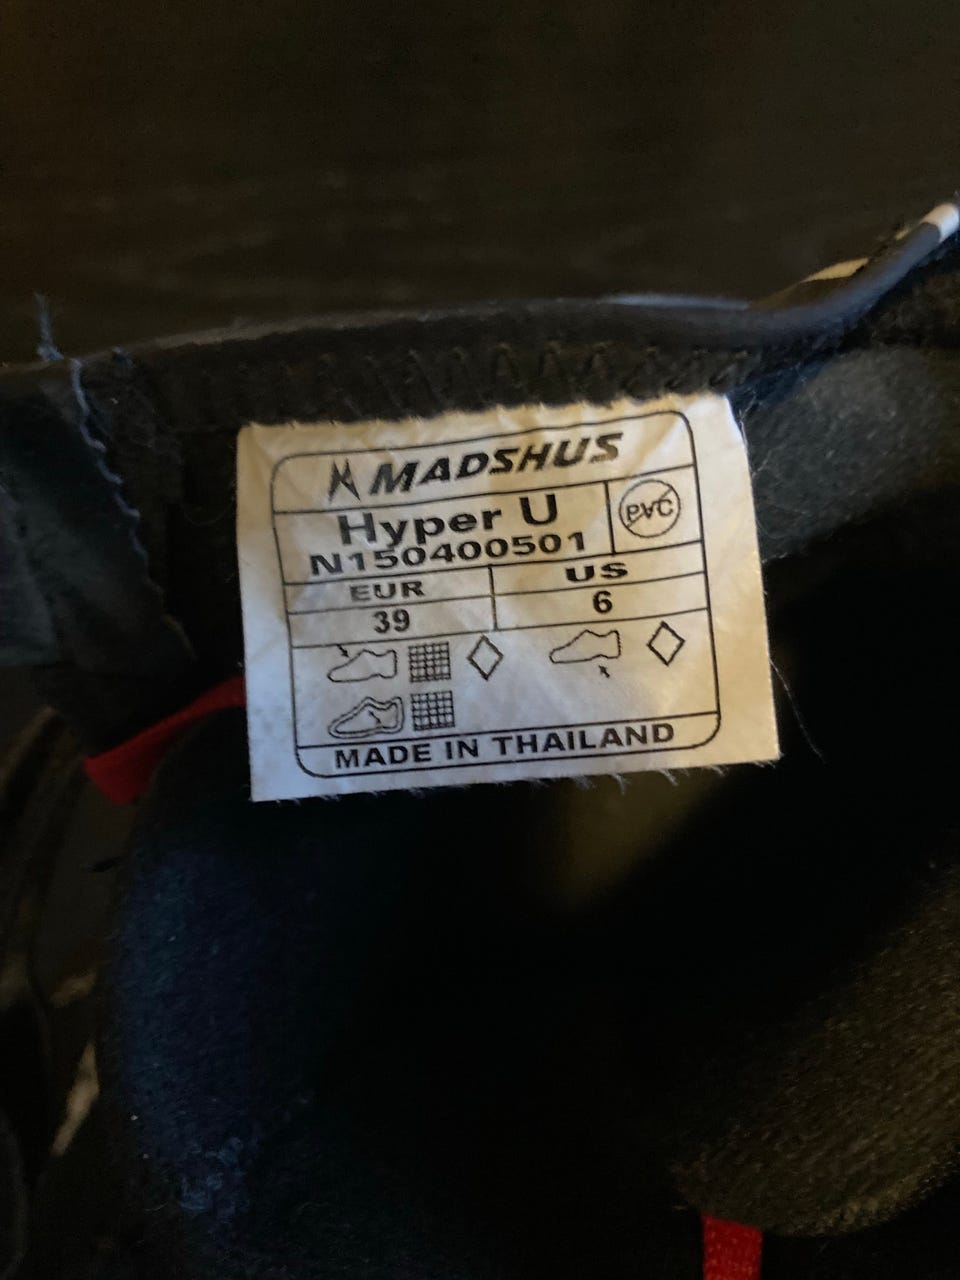 MADSHUS
Hyper U
PVC
N150400501
EUR US
39 6
MADE IN THAILAND